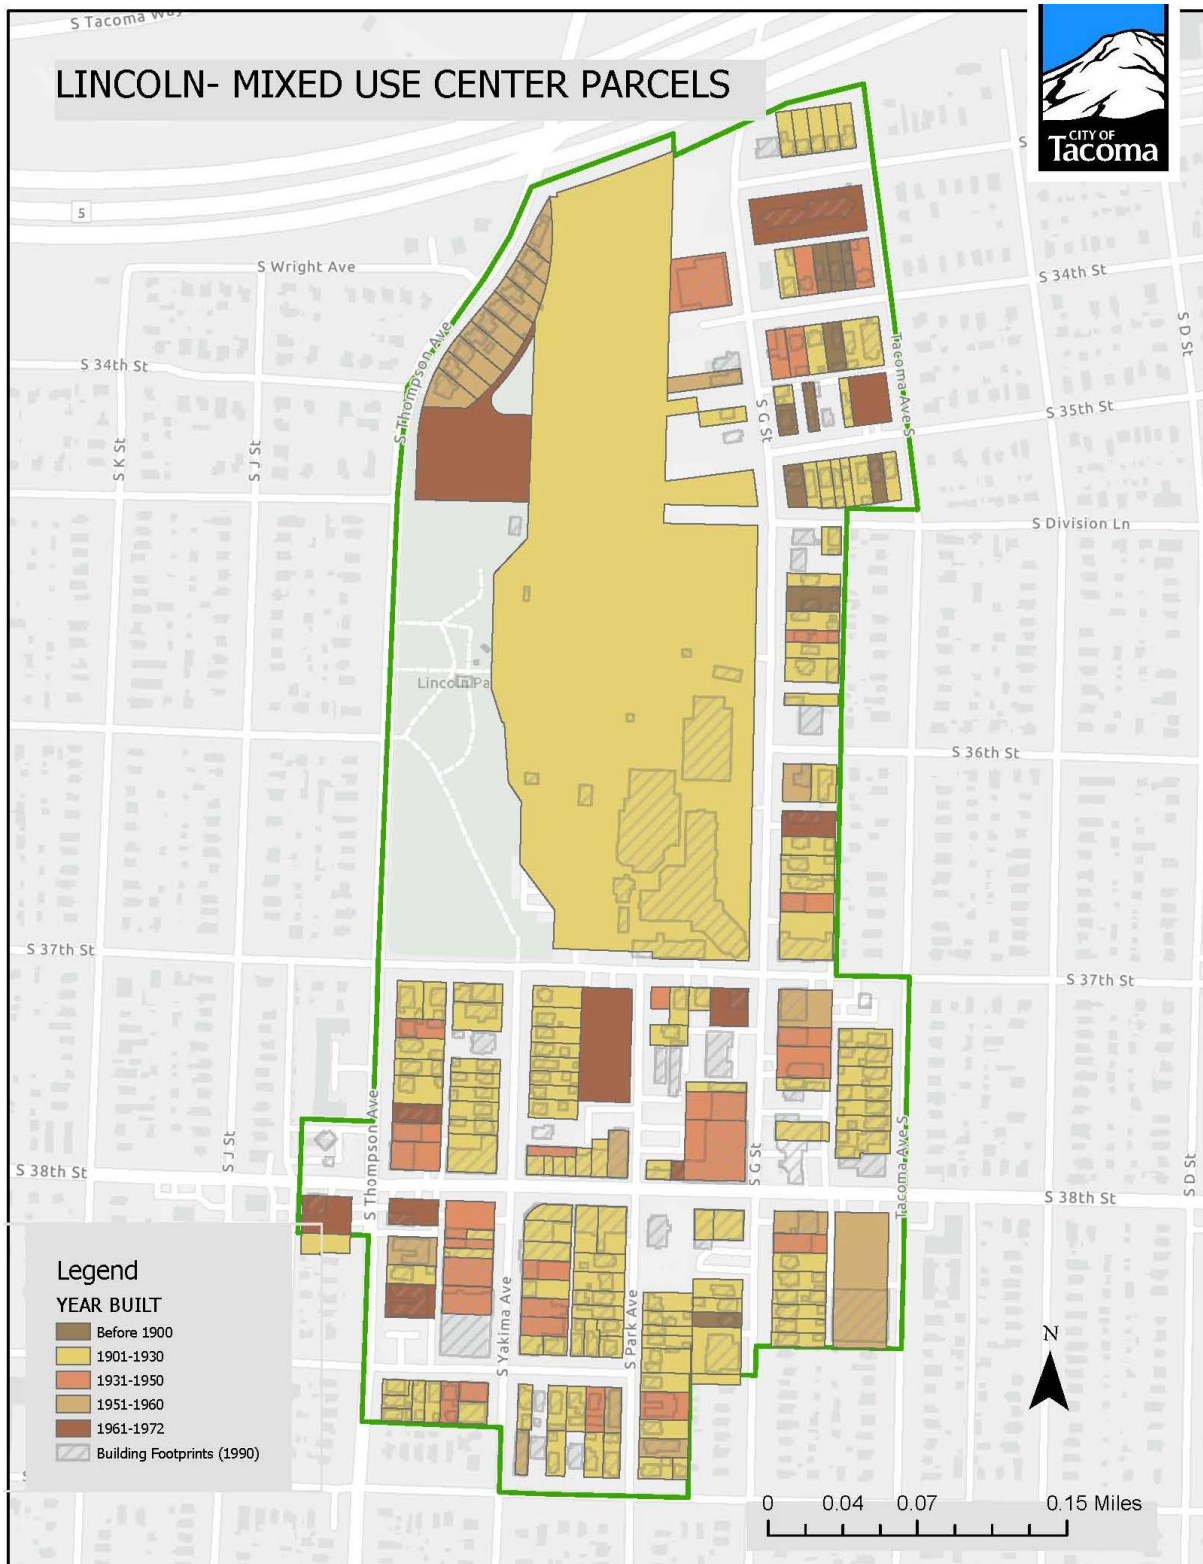 S Tacoma Way
LINCOLN- MIXED USE CENTER PARCELS
CITY OF
Tacoma
S
5
S Wright Ave
S 34th St
S 34th St
S D St
S Thompson Ave
Tacoma Ave S
S K St
S J St
S G St
S 35th St
S Division Ln
Lincoln Pa
S 36th St
S 37th St
S 37th St
S Thompson Ave
S J St
S G St
Tacoma Ave S
S D St
S 38th St
S 38th St
S Yakima Ave
S Park Ave
Legend
YEAR BUILT
Before 1900
1901-1930
1931-1950
1951-1960
1961-1972
Building Footprints (1990)
N
0 0.04 0.07 0.15 Miles